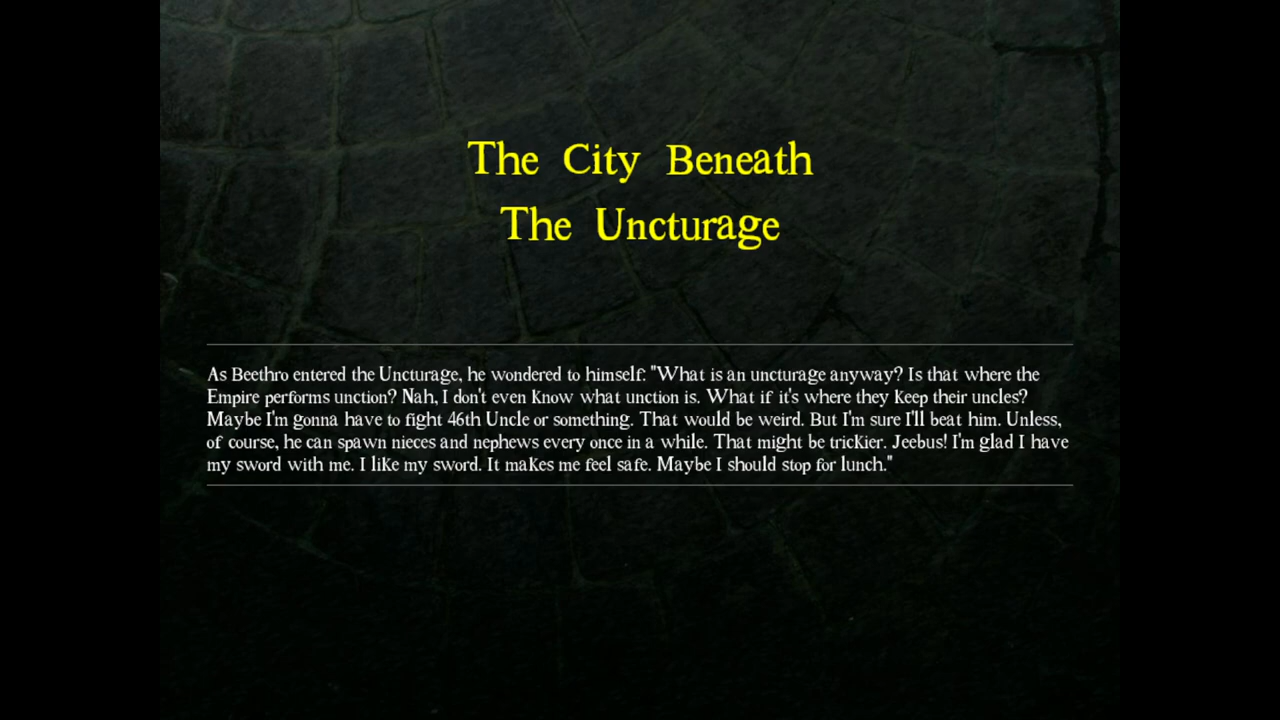 The City Beneath
The Uncturage
As Beethro entered the Uncturage, he wondered to himself: "What is an uncturage anyway? Is that where the
Empire performs unction? Nah, I don't even know what unction is. What if it's where they keep their uncles?
Maybe I'm gonna have to fight 46th Uncle or something. That would be weird. But I'm sure I'll beat him. Unless,
of course, he can spawn nieces and nephews every once in a while. That might be trickier. Jeebus! I'm glad I have
my sword with me. I like my sword. It makes me feel safe. Maybe I should stop for lunch."